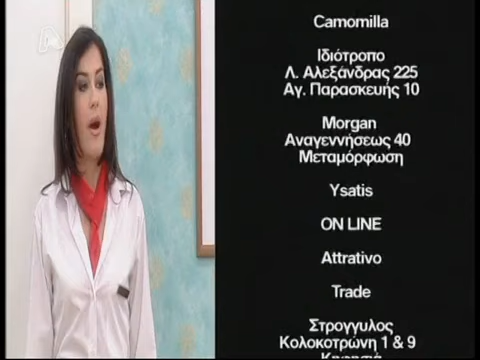 Camomilla
Ιδιότροπο
Λ. Αλεξάνδρας 225
Αγ. Παρασκευής 10
Morgan
Αναγεννήσεως 40
Μεταμόρφωση
Ysatis
ON LINE
Attrativo
Trade
Στρογγυλος
Κολοκοτρώνη 1 & 9
Κηφησιά